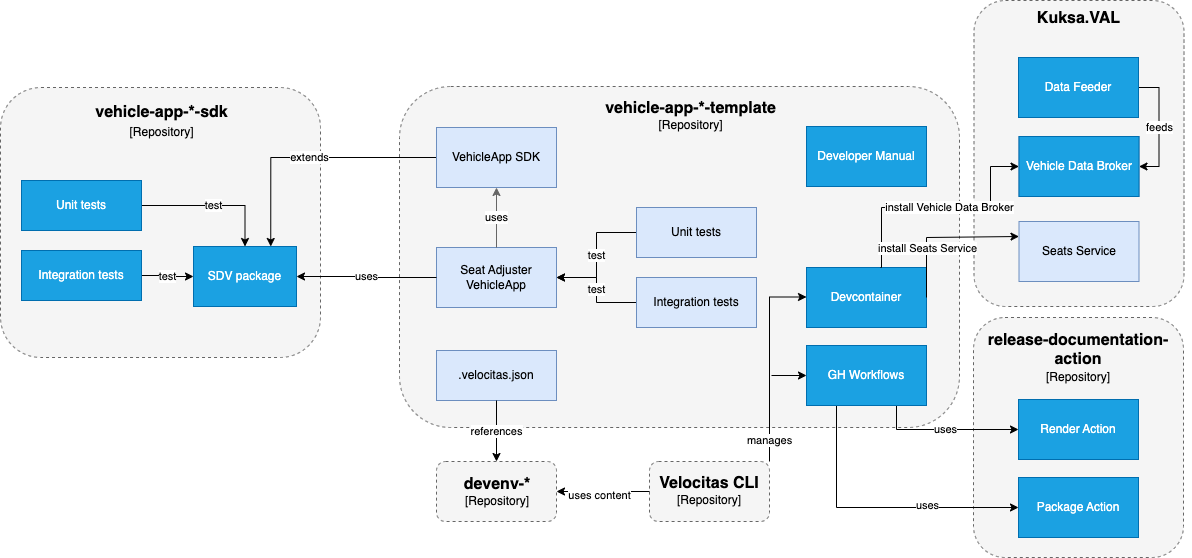 vehicle-app-*-sdk
[Repository]
Unit tests
test
Integration tests
test
SDV package
extends
uses
vehicle-app-*-template
[Repository]
VehicleApp SDK
uses
Seat Adjuster
VehicleApp
Unit tests
test
test
Integration tests
.velocitas.json
references
Developer Manual
Devcontainer
GH Workflows
install Vehicle Data Broker
install Seats Service
manages
devenv-*
[Repository]
uses content
Velocitas CLI
[Repository]
Kuksa.VAL
Data Feeder
feeds
Vehicle Data Broker
Seats Service
release-documentation-
action
[Repository]
uses
Render Action
uses
Package Action